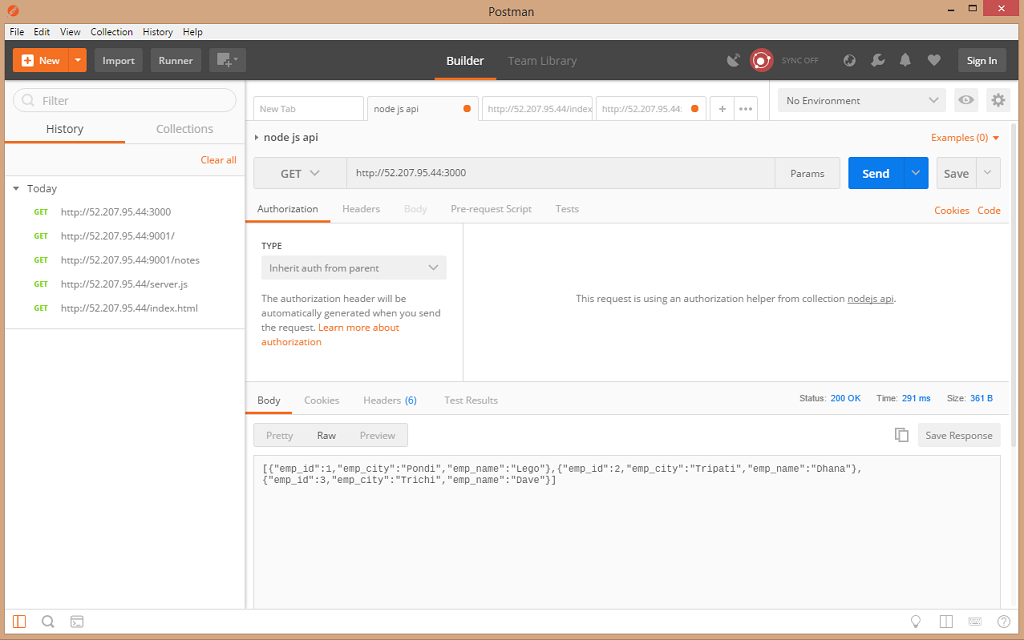 Postman
File Edit View Collection History Help
New Import Runner Builder Team Library SYNC OFF Sign In
Filter
History Collections
Clear all
Today
GET http://52.207.95.44:3000
GET http://52.207.95.44:9001/
GET http://52.207.95.44:9001/notes
GET http://52.207.95.44/server.js
GET http://52.207.95.44/index.html
New Tab node js api http://52.207.95.44/index http://52.207.95.44: + ••• No Environment
node js api Examples (0)
GET http://52.207.95.44:3000 Params Send Save
Authorization Headers Body Pre-request Script Tests Cookies Code
TYPE
Inherit auth from parent
The authorization header will be
automatically generated when you send
the request. Learn more about
authorization
This request is using an authorization helper from collection nodejs api.
Body Cookies Headers (6) Test Results Status: 200 OK Time: 291 ms Size: 361 B
Pretty Raw Preview Save Response
[{"emp_id":1,"emp_city":"Pondi","emp_name":"Lego"},{"emp_id":2,"emp_city":"Tripati","emp_name":"Dhana"},
{"emp_id":3,"emp_city":"Trichi","emp_name":"Dave"}]